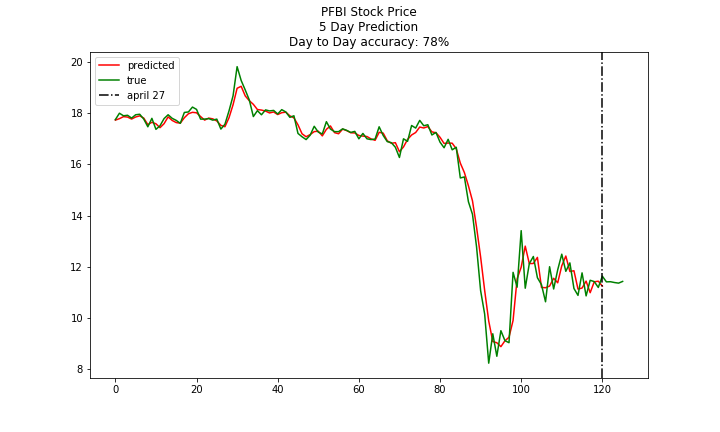 PFBI Stock Price
5 Day Prediction
Day to Day accuracy: 78%
predicted
true
april 27
20
18
16
14
12
10
8
0
20
40
60
80
100
120